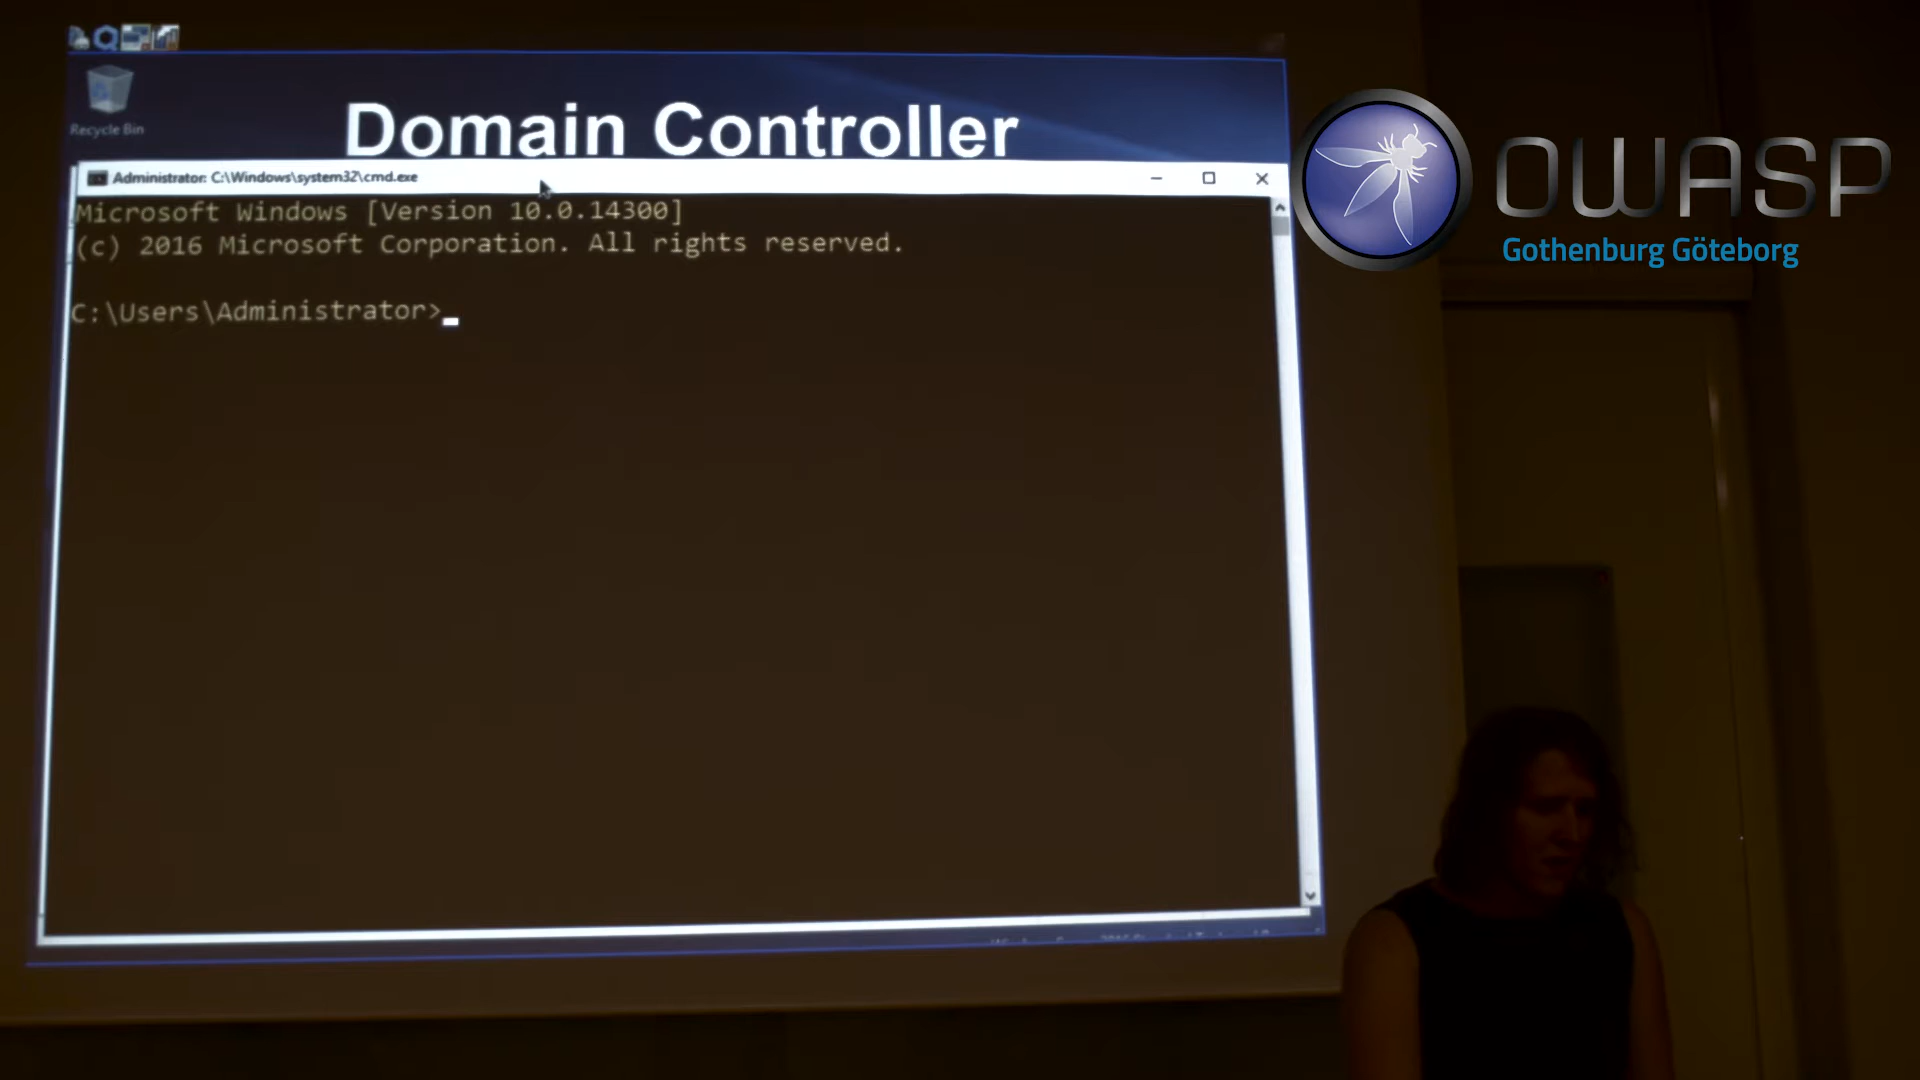 Recycle Bin
Domain Controller
Administrator: C:\Windows\system32\cmd.exe
Microsoft Windows [Version 10.0.14300]
(c) 2016 Microsoft Corporation. All rights reserved.
C:\Users\Administrator>
OWASP
Gothenburg Göteborg